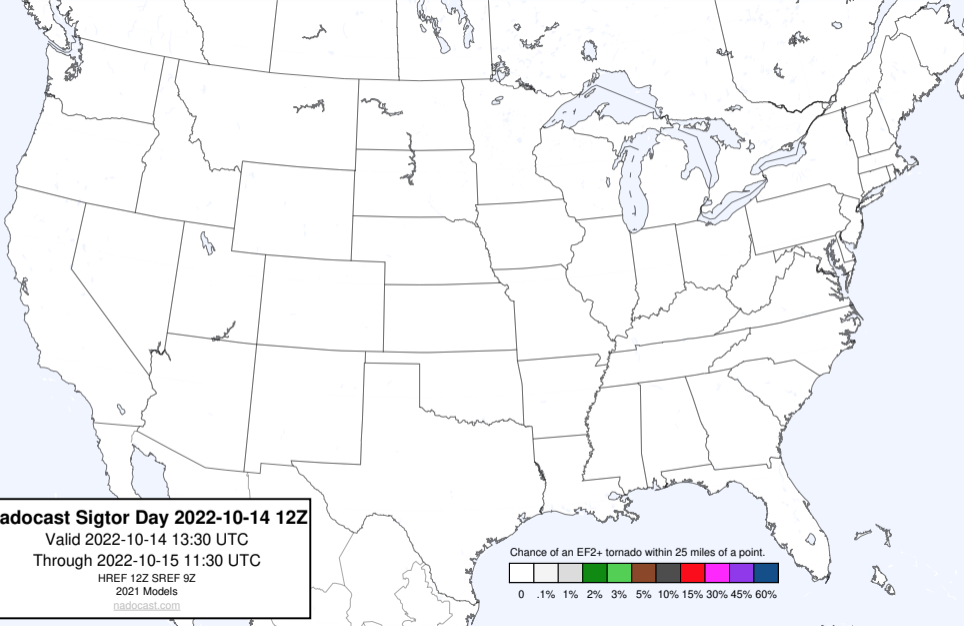 adocast Sigtor Day 2022-10-14 12Z
Valid 2022-10-14 13:30 UTC
Through 2022-10-15 11:30 UTC
HREF 12Z SREF 9Z
2021 Models
nadocast.com
Chance of an EF2+ tornado within 25 miles of a point.
0 .1% 1% 2% 3% 5% 10% 15% 30% 45% 60%